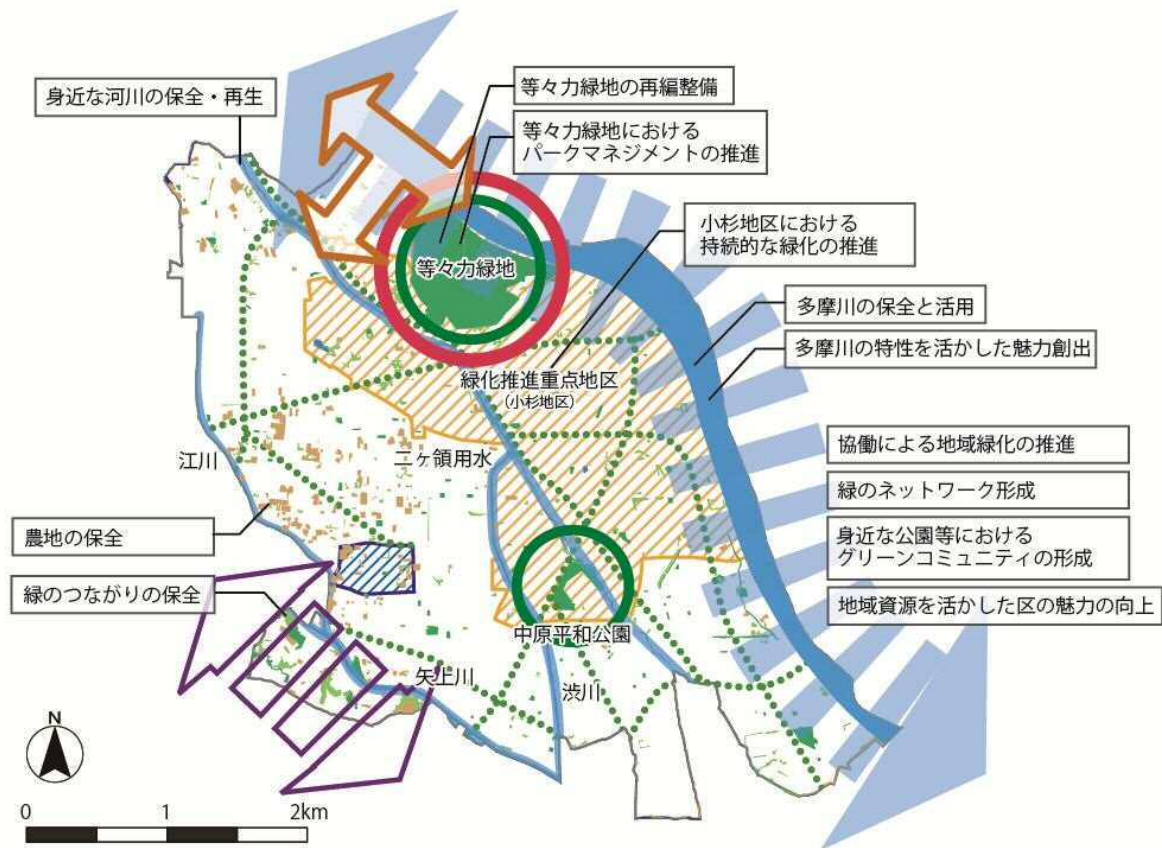 身近な河川の保全・再生
等々力緑地の再編整備
等々力緑地における
パークマネジメントの推進
小杉地区における
持続的な緑化の推進
等々力緑地
多摩川の保全と活用
多摩川の特性を活かした魅力創出
緑化推進重点地区
(小杉地区)
江川
二ヶ領用水
協働による地域緑化の推進
緑のネットワーク形成
身近な公園等における
グリーンコミュニティの形成
地域資源を活かした区の魅力の向上
農地の保全
緑のつながりの保全
中原平和公園
矢上川
渋川
N
0 1 2km